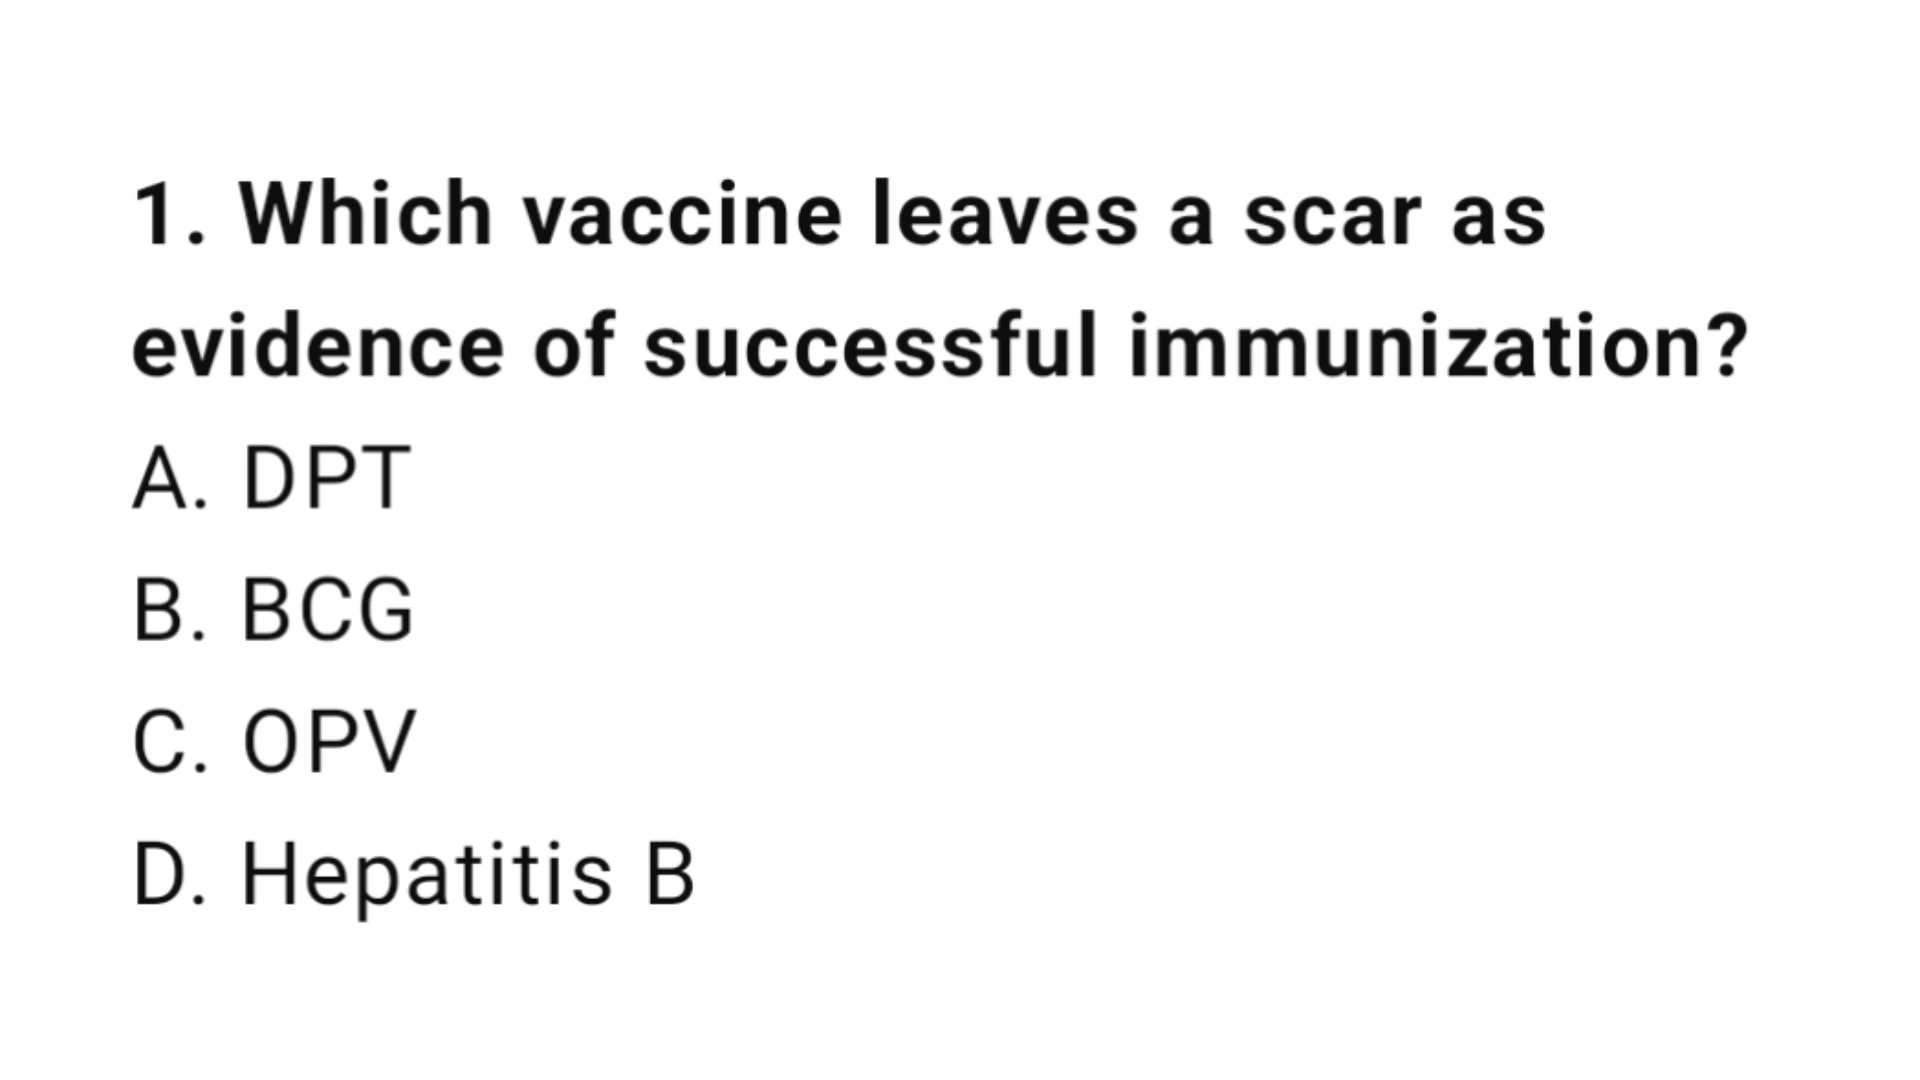 1. Which vaccine leaves a scar as
evidence of successful immunization?
A. DPT
B. BCG
C. OPV
D. Hepatitis B